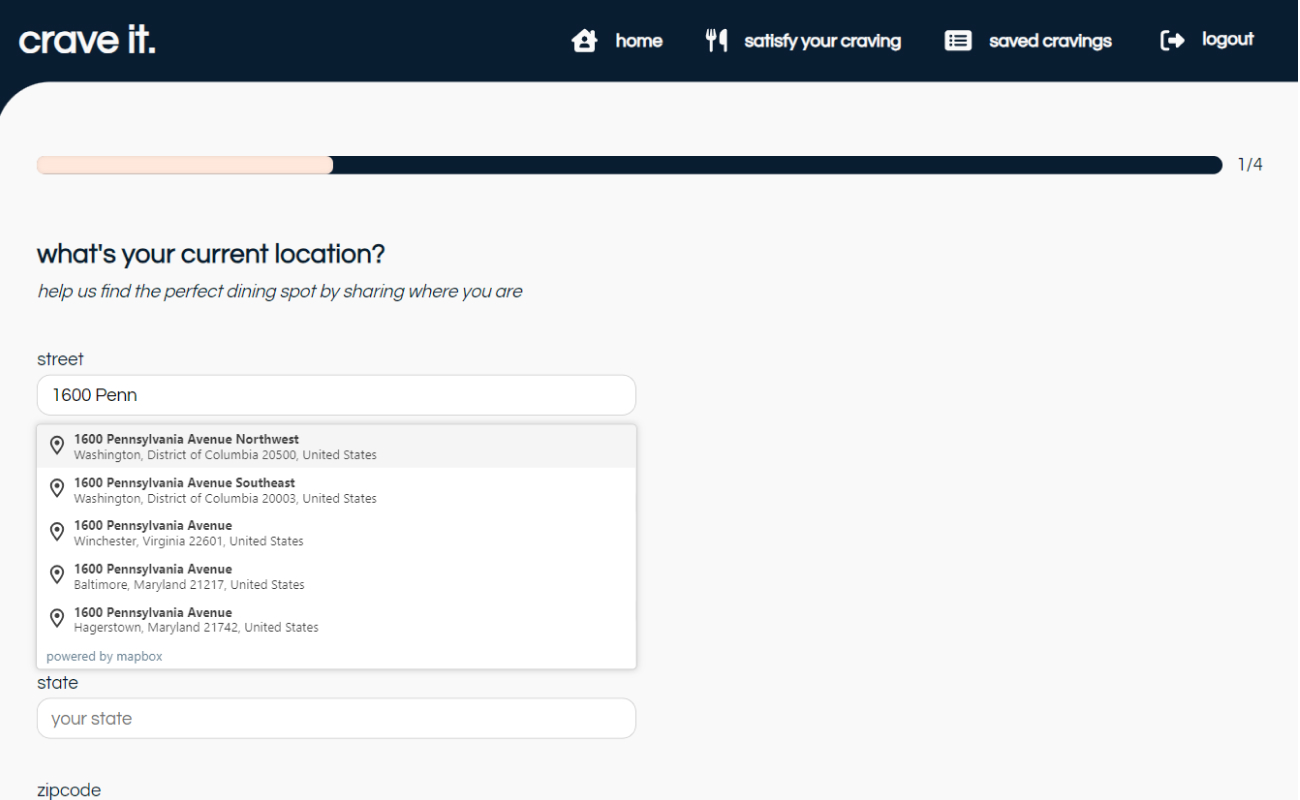 crave it.
home
satisfy your craving
saved cravings
logout
1/4
what's your current location?
help us find the perfect dining spot by sharing where you are
street
1600 Penn
1600 Pennsylvania Avenue Northwest
Washington, District of Columbia 20500, United States
1600 Pennsylvania Avenue Southeast
Washington, District of Columbia 20003, United States
1600 Pennsylvania Avenue
Winchester, Virginia 22601, United States
1600 Pennsylvania Avenue
Baltimore, Maryland 21217, United States
1600 Pennsylvania Avenue
Hagerstown, Maryland 21742, United States
powered by mapbox
state
your state
zipcode